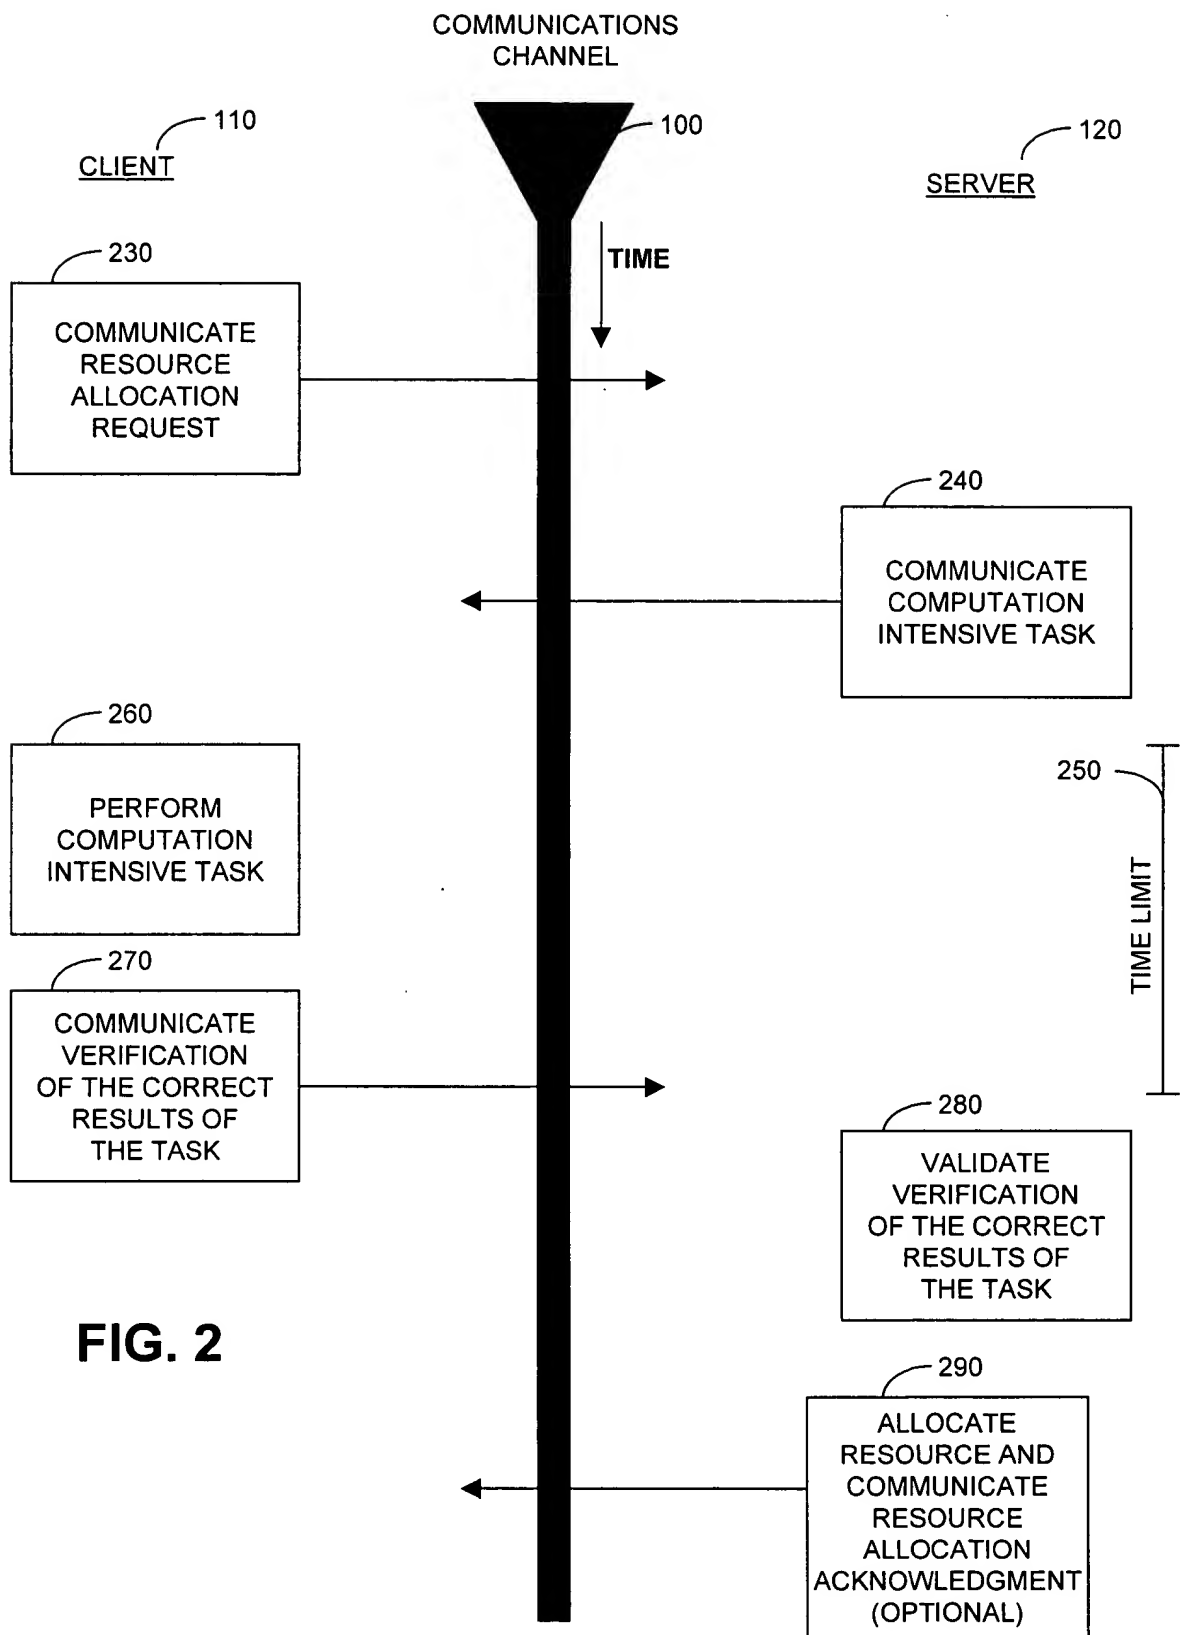 COMMUNICATIONS
CHANNEL
110
CLIENT
100
120
SERVER
TIME
230
COMMUNICATE
RESOURCE
ALLOCATION
REQUEST
240
COMMUNICATE
COMPUTATION
INTENSIVE TASK
260
PERFORM
COMPUTATION
INTENSIVE TASK
250
TIME LIMIT
270
COMMUNICATE
VERIFICATION
OF THE CORRECT
RESULTS OF
THE TASK
280
VALIDATE
VERIFICATION
OF THE CORRECT
RESULTS OF
THE TASK
FIG. 2
290
ALLOCATE
RESOURCE AND
COMMUNICATE
RESOURCE
ALLOCATION
ACKNOWLEDGMENT
(OPTIONAL)